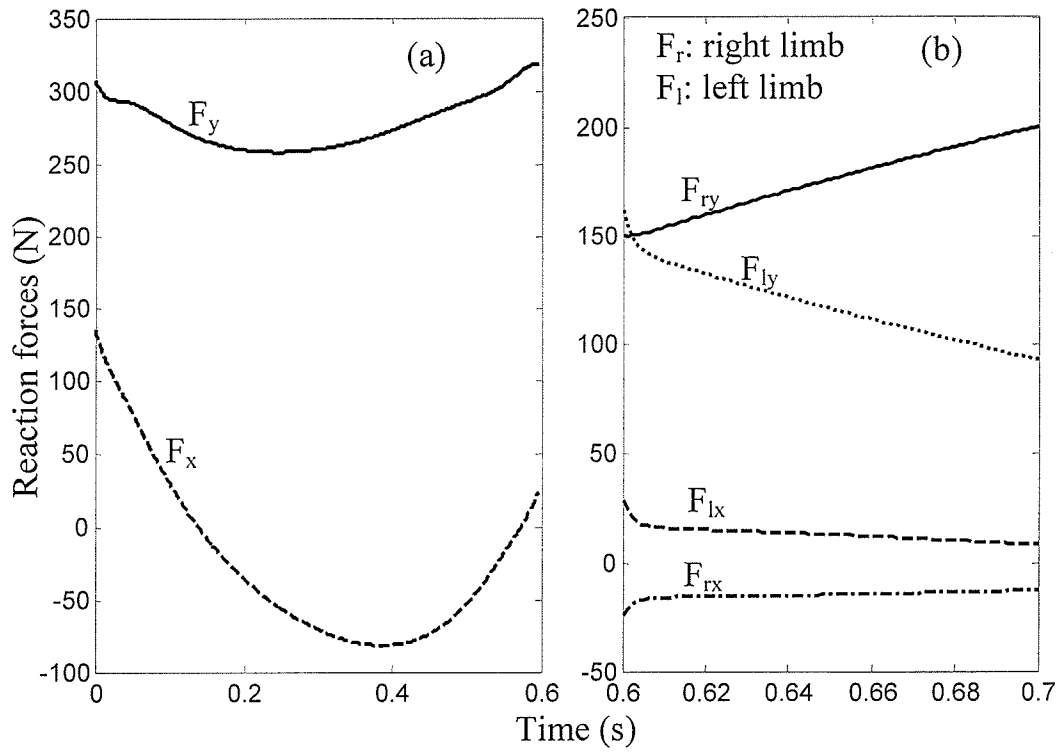 Reaction forces (N)
350
300
250
200
150
100
50
0
-50
-100
(a)
F_y
F_x
0
0.2
0.4
0.6
250
200
150
100
50
0
-50
F_r: right limb
F_l: left limb
(b)
F_ry
F_ly
F_lx
F_rx
0.6
0.62
0.64
0.66
0.68
0.7
Time (s)